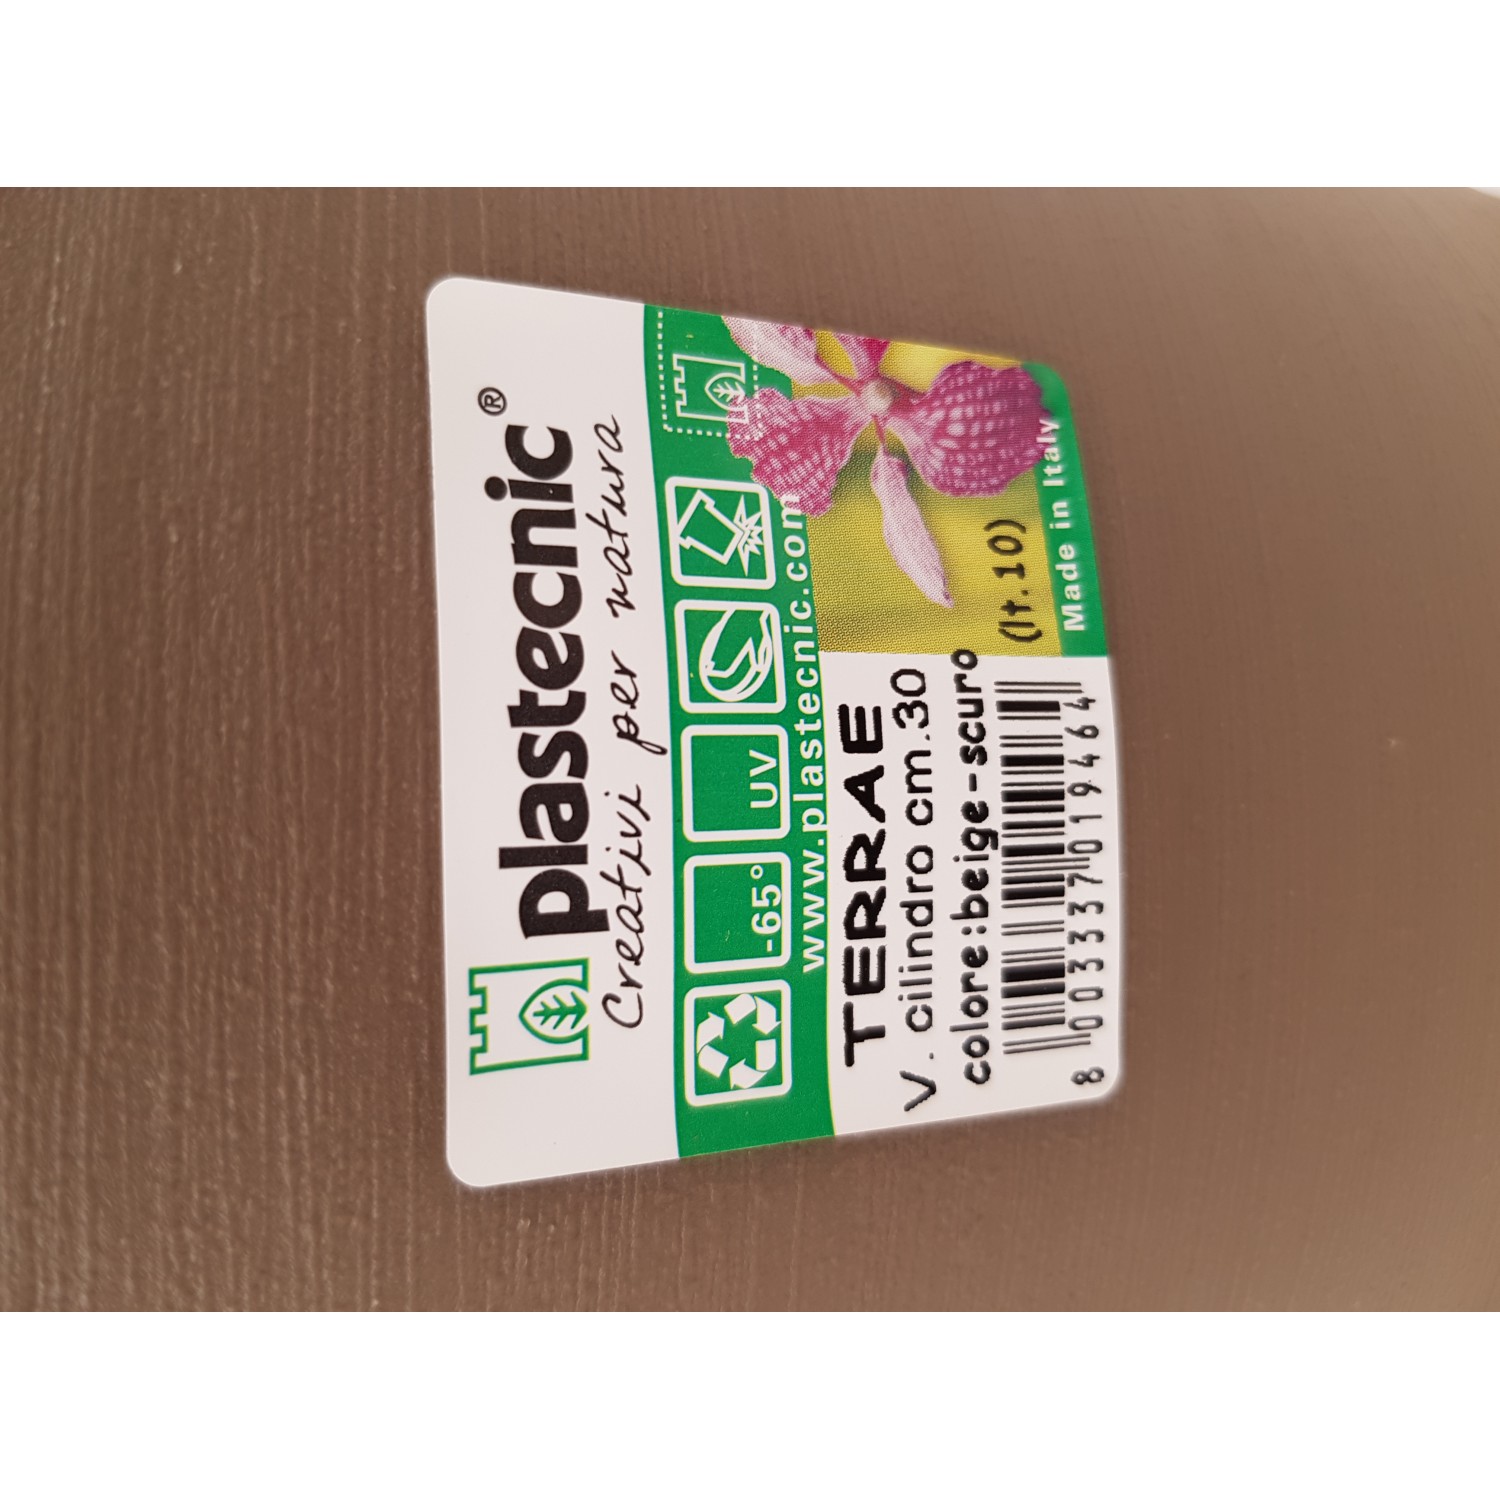 plastecnic®
Creativi per natura
-65° UV
www.plastecnic.com
TERRAE
V. cilindro cm.30
colore:beige-scuro
(lt.10)
8 003337 019464
Made in Italy